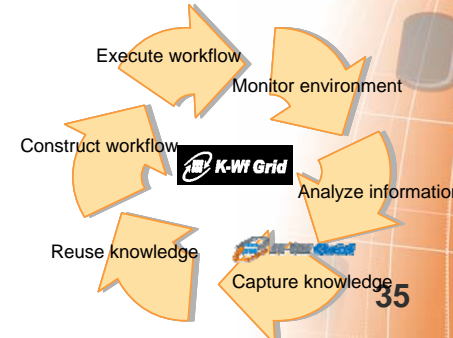 Execute workflow
Monitor environment
Construct workflow
K-Wf Grid
Analyze information
Reuse knowledge
Capture knowledge
35